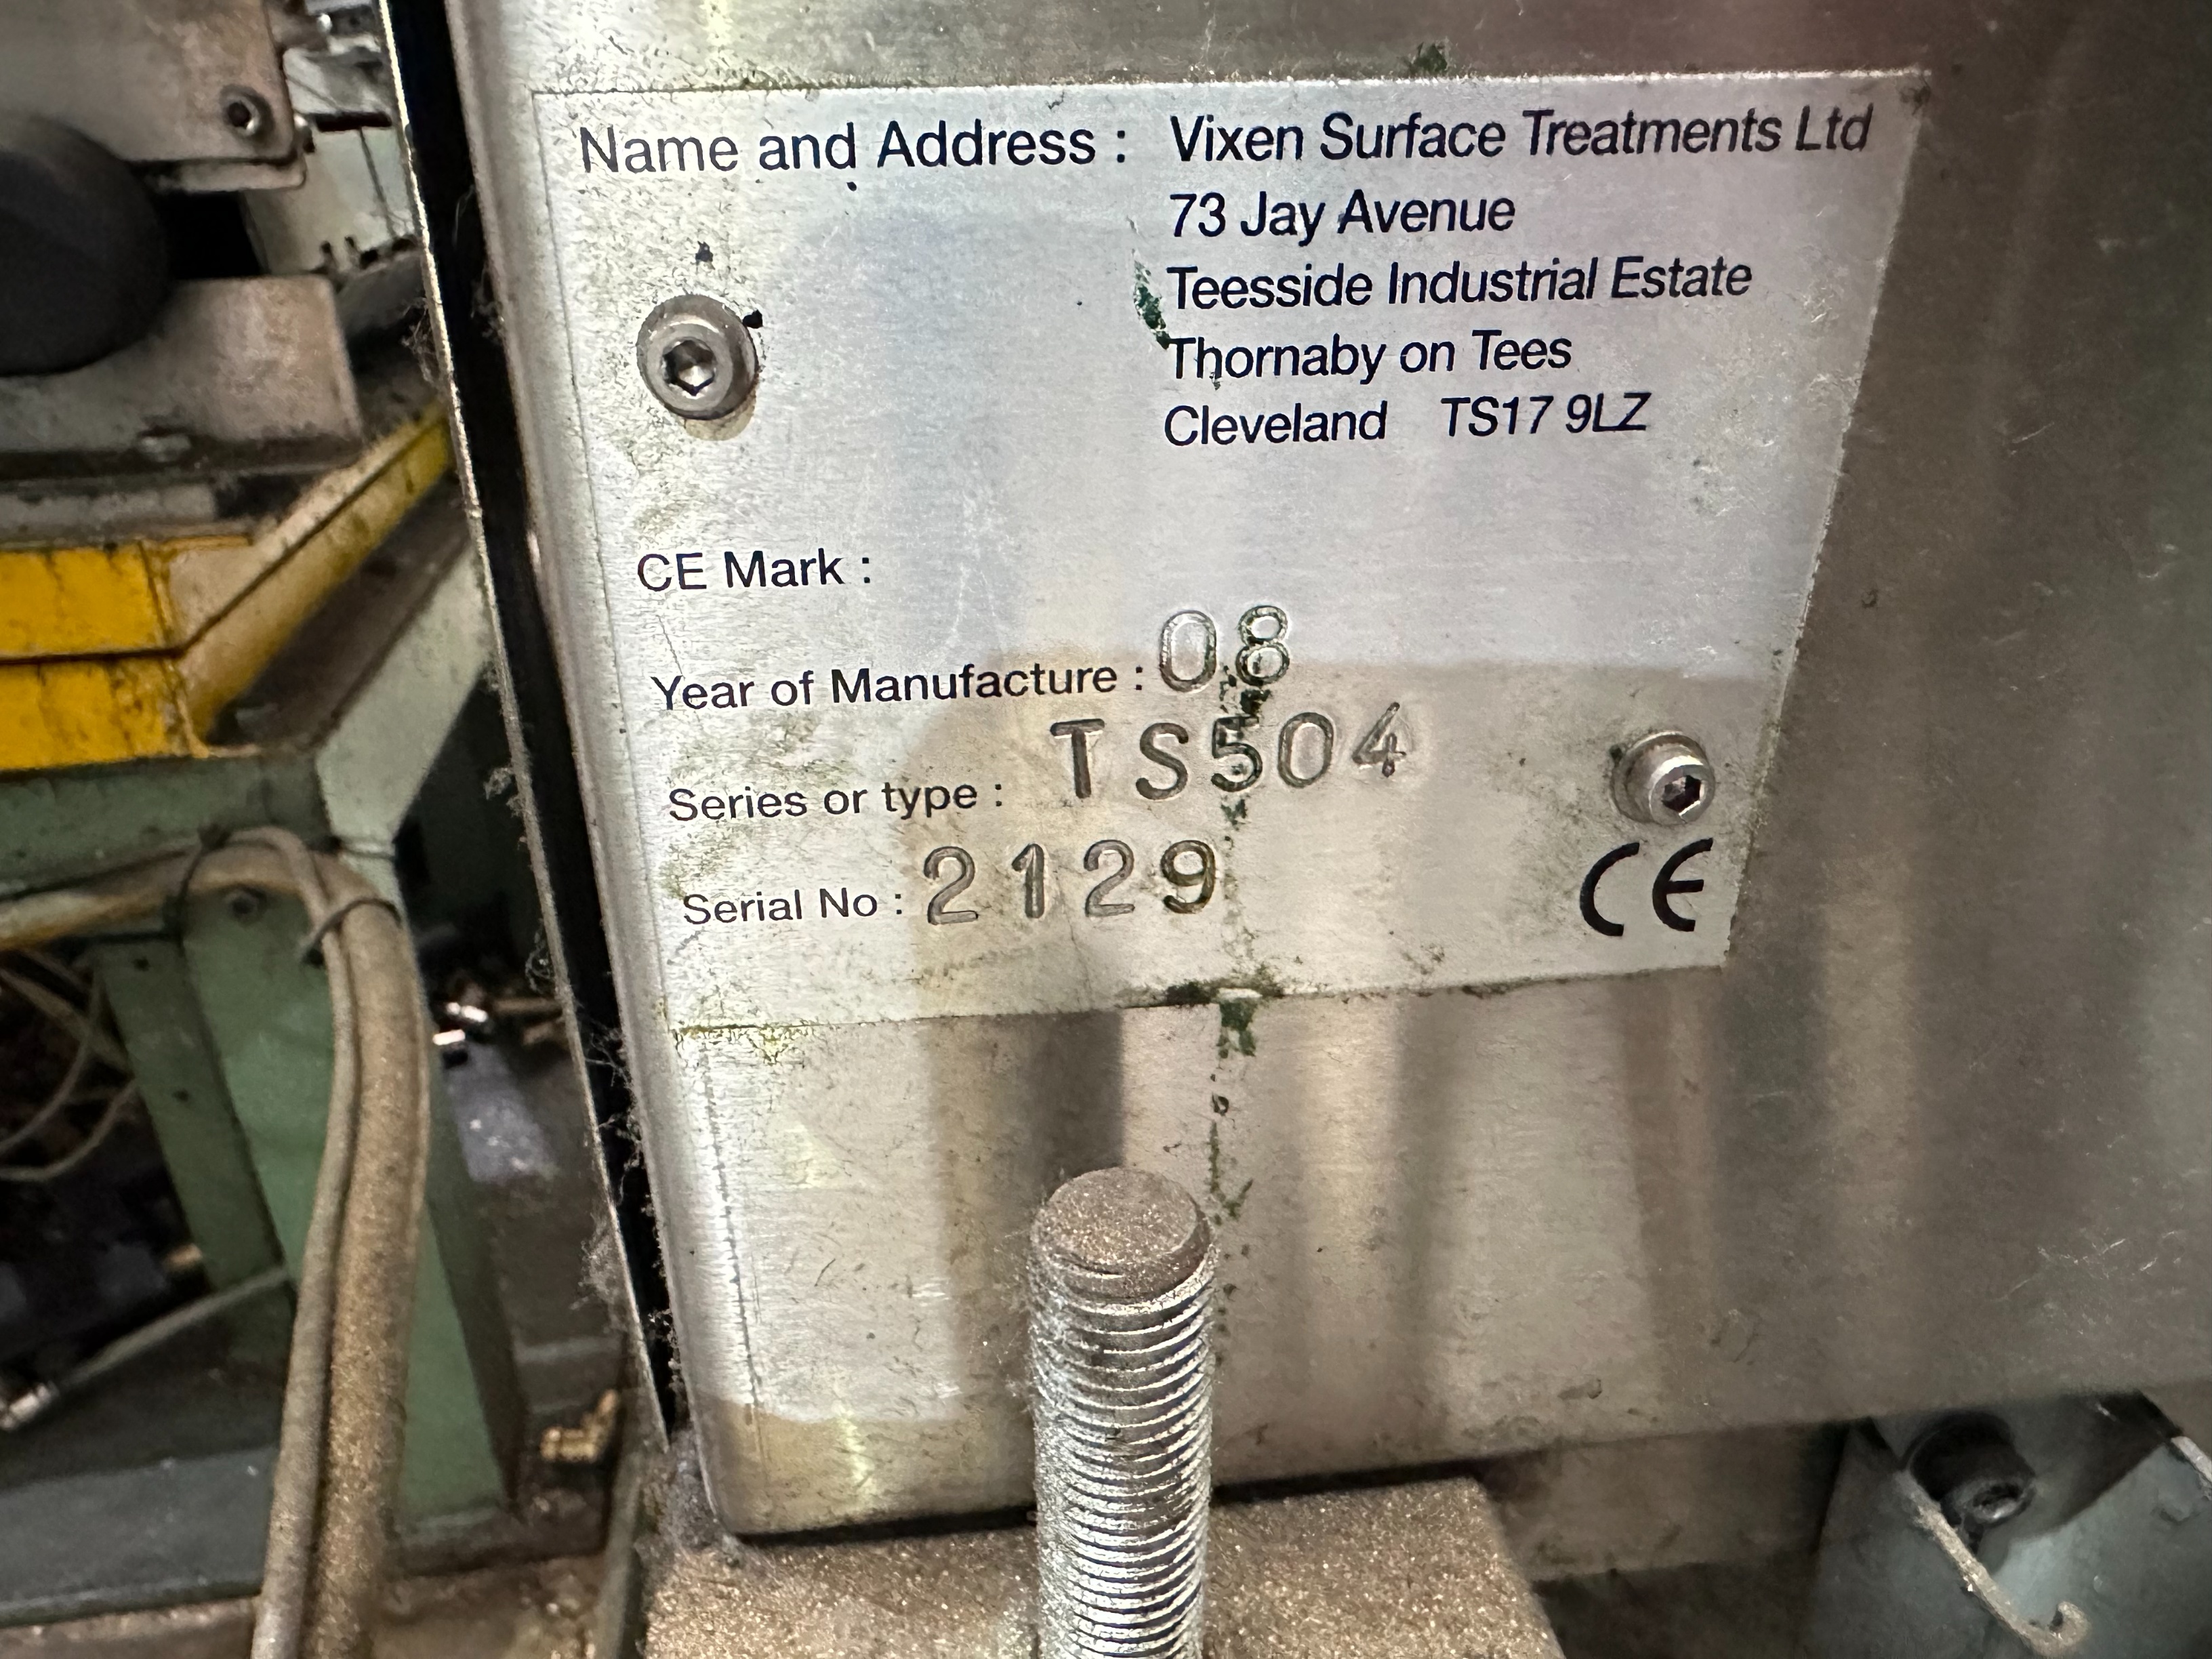 Name and Address : Vixen Surface Treatments Ltd
73 Jay Avenue
Teesside Industrial Estate
Thornaby on Tees
Cleveland TS17 9LZ
CE Mark :
Year of Manufacture : 08
Series or type : TS504
Serial No : 2129
CE